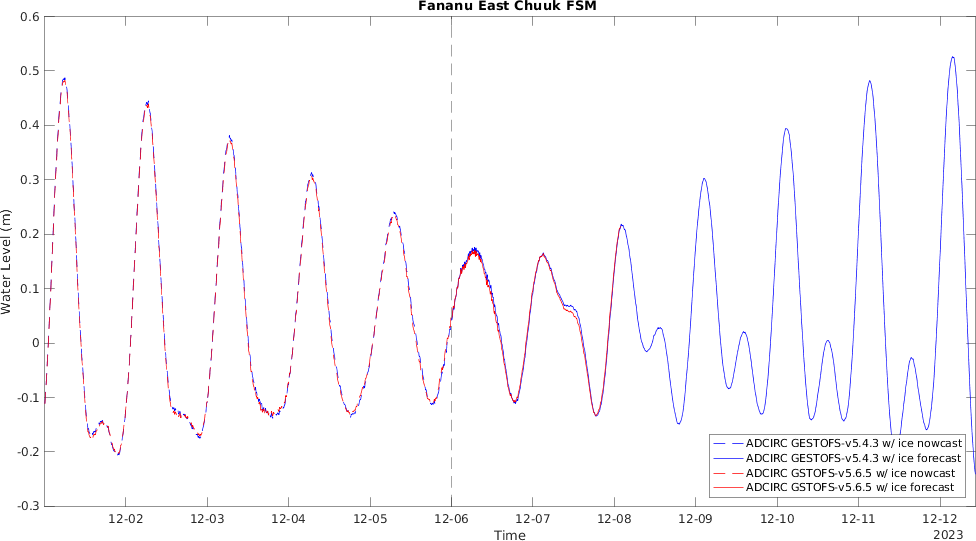 Fananu East Chuuk FSM
0.6
0.5
0.4
0.3
0.2
0.1
0
-0.1
-0.2
-0.3
Water Level (m)
12-02 12-03 12-04 12-05 12-06 12-07 12-08 12-09 12-10 12-11 12-12
2023
Time
ADCIRC GESTOFS-v5.4.3 w/ ice nowcast
ADCIRC GESTOFS-v5.4.3 w/ ice forecast
ADCIRC GSTOFS-v5.6.5 w/ ice nowcast
ADCIRC GSTOFS-v5.6.5 w/ ice forecast